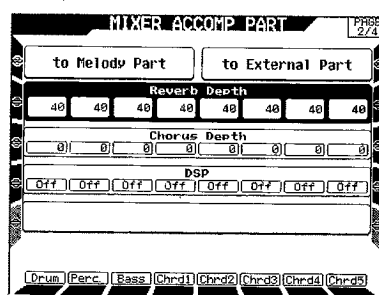 MIXER ACCOMP PART
PAGE 2/4
to Melody Part to External Part
Reverb Depth
40 40 40 40 40 40 40 40
Chorus Depth
0 0 0 0 0 0 0 0
DSP
Off Off Off Off Off Off Off Off
Drum Perc. Bass Chrd1 Chrd2 Chrd3 Chrd4 Chrd5